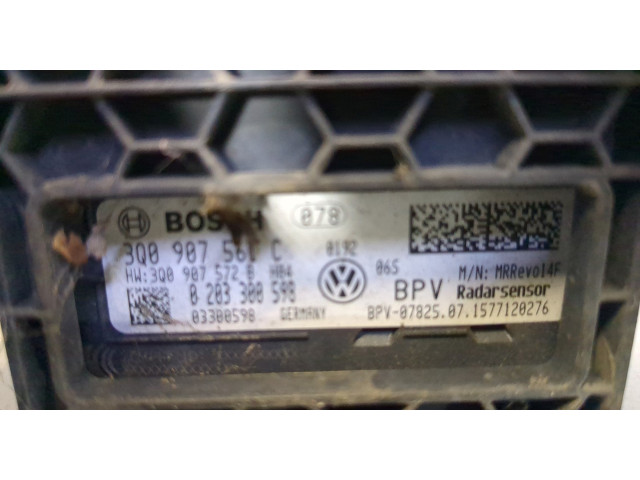 BOSCH 078
3Q0 907 561 C 0192
HW:3Q0 907 572 B H04 065 M/N: MRRevo14F
0 203 300 598 BPV Radarsensor
03300598 GERMANY BPV-07825.07.1577120276